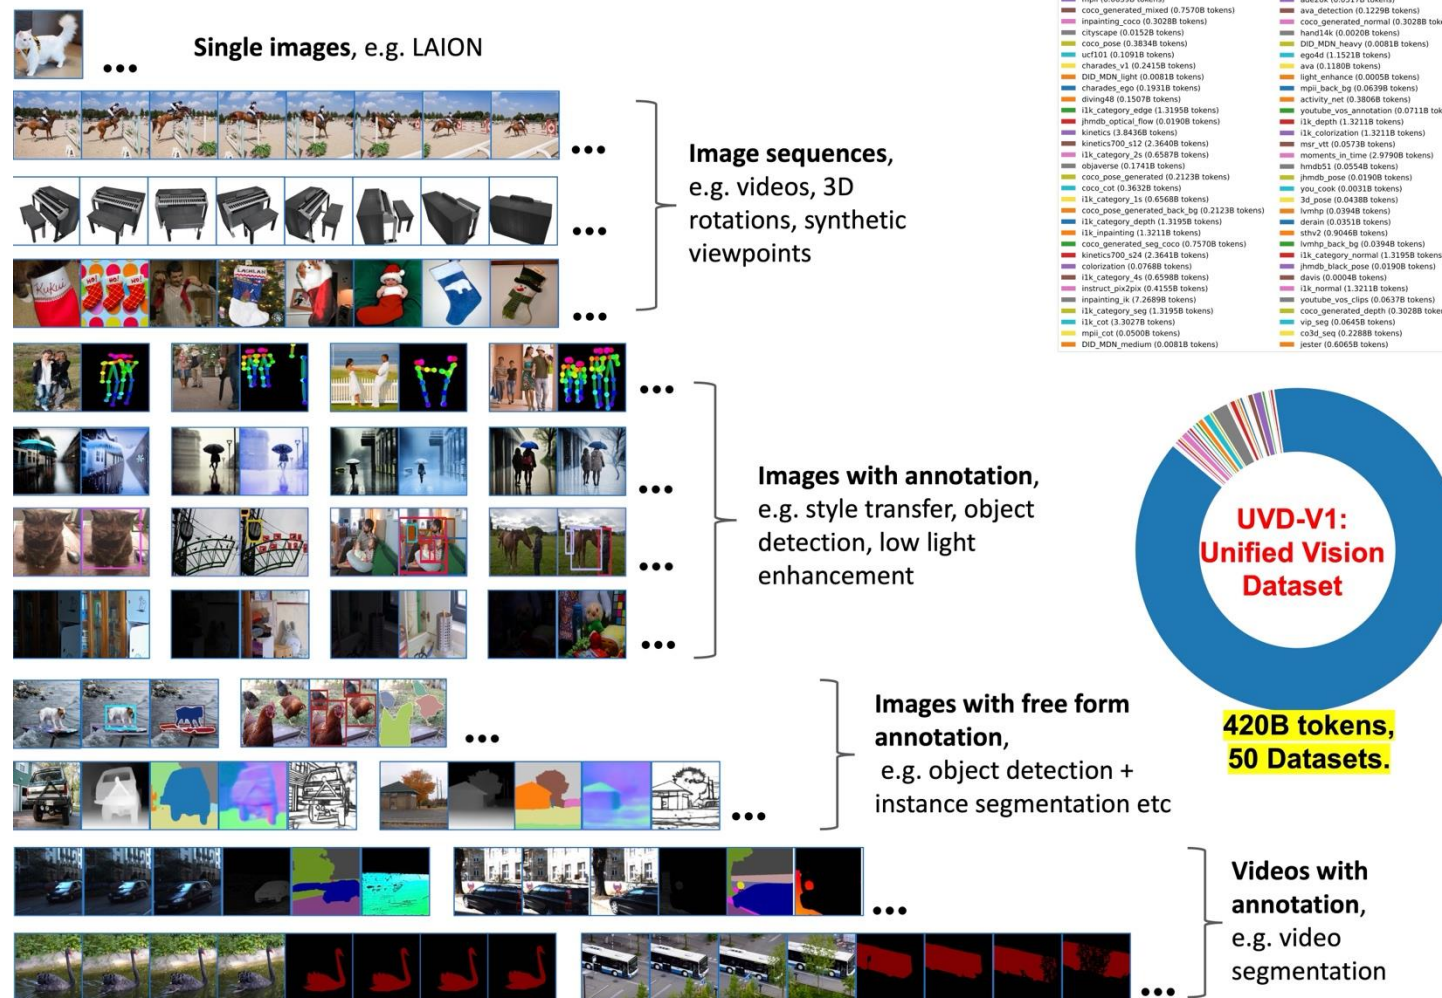 Single images, e.g. LAION
Image sequences,
e.g. videos, 3D
rotations, synthetic
viewpoints
Kukui
HO!
HO!
LACHLAN
Images with annotation,
e.g. style transfer, object
detection, low light
enhancement
Images with free form
annotation,
e.g. object detection +
instance segmentation etc
Videos with
annotation,
e.g. video
segmentation
coco_generated_mixed (0.7570B tokens)
inpainting_coco (0.3028B tokens)
cityscape (0.0152B tokens)
coco_pose (0.3834B tokens)
ucf101 (0.1091B tokens)
charades_v1 (0.2415B tokens)
DID_MDN_light (0.0081B tokens)
charades_ego (0.1931B tokens)
diving48 (0.1507B tokens)
i1k_category_edge (1.3195B tokens)
jhmdb_optical_flow (0.0190B tokens)
kinetics (3.8436B tokens)
kinetics700_s12 (2.3640B tokens)
i1k_category_2s (0.6587B tokens)
objaverse (0.1741B tokens)
coco_pose_generated (0.2123B tokens)
coco_cot (0.3632B tokens)
i1k_category_1s (0.6568B tokens)
coco_pose_generated_back_bg (0.2123B tokens)
i1k_category_depth (1.3195B tokens)
i1k_inpainting (1.3211B tokens)
coco_generated_seg_coco (0.7570B tokens)
kinetics700_s24 (2.3641B tokens)
colorization (0.0768B tokens)
i1k_category_4s (0.6598B tokens)
instruct_pix2pix (0.4155B tokens)
inpainting_ik (7.2689B tokens)
i1k_category_seg (1.3195B tokens)
i1k_cot (3.3027B tokens)
mpii_cot (0.0500B tokens)
DID_MDN_medium (0.0081B tokens)
ava_detection (0.1229B tokens)
coco_generated_normal (0.3028B tokens)
hand14k (0.0020B tokens)
DID_MDN_heavy (0.0081B tokens)
ego4d (1.1521B tokens)
ava (0.1180B tokens)
light_enhance (0.0005B tokens)
mpii_back_bg (0.0639B tokens)
activity_net (0.3806B tokens)
youtube_vos_annotation (0.0711B
i1k_depth (1.3211B tokens)
i1k_colorization (1.3211B tokens)
msr_vtt (0.0573B tokens)
moments_in_time (2.9790B tokens)
hmdb51 (0.0554B tokens)
jhmdb_pose (0.0190B tokens)
you_cook (0.0031B tokens)
3d_pose (0.0438B tokens)
lvmhp (0.0394B tokens)
derain (0.0351B tokens)
sthv2 (0.9046B tokens)
lvmhp_back_bg (0.0394B tokens)
i1k_category_normal (1.3195B tokens)
jhmdb_black_pose (0.0190B tokens)
davis (0.0004B tokens)
i1k_normal (1.3211B tokens)
youtube_vos_clips (0.0637B tokens)
coco_generated_depth (0.3028B
vip_seg (0.0645B tokens)
co3d_seq (0.2288B tokens)
jester (0.6065B tokens)
UVD-V1:
Unified Vision
Dataset
420B tokens,
50 Datasets.